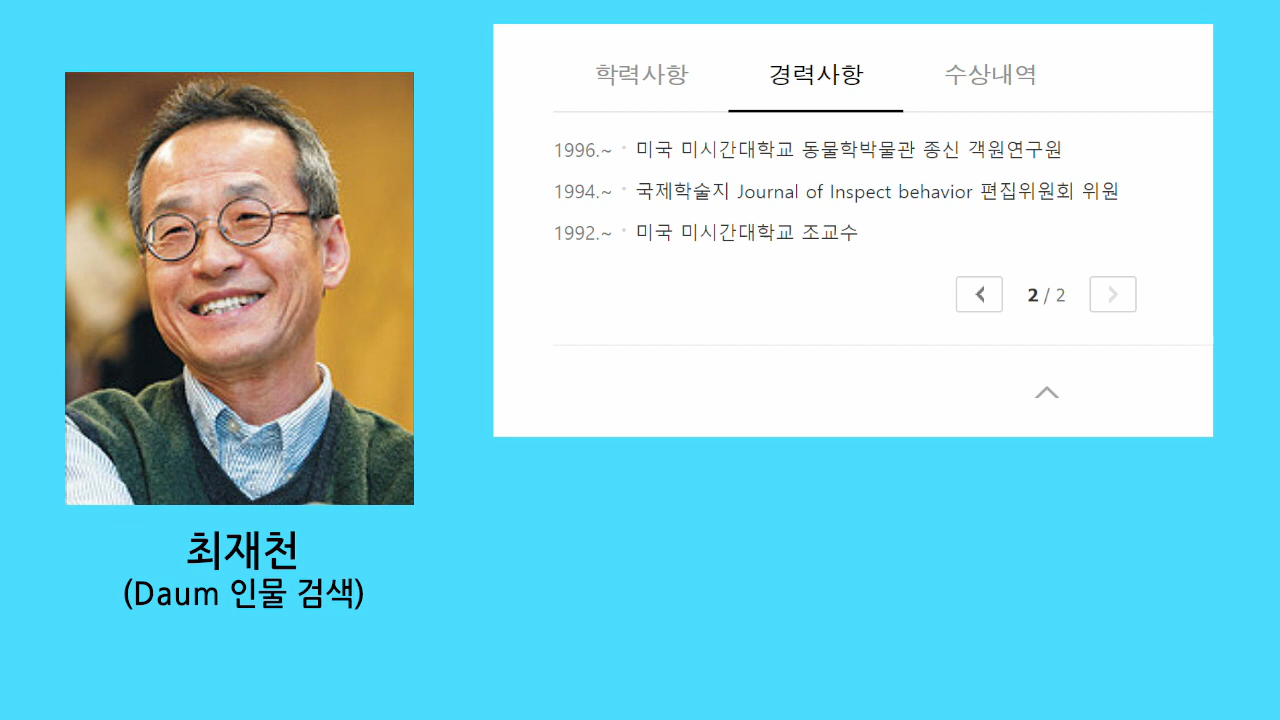 학력사항 경력사항 수상내역
1996.~ 미국 미시간대학교 동물학박물관 종신 객원연구원
1994.~ 국제학술지 Journal of Inspect behavior 편집위원회 위원
1992.~ 미국 미시간대학교 조교수
2 / 2
최재천
(Daum 인물 검색)